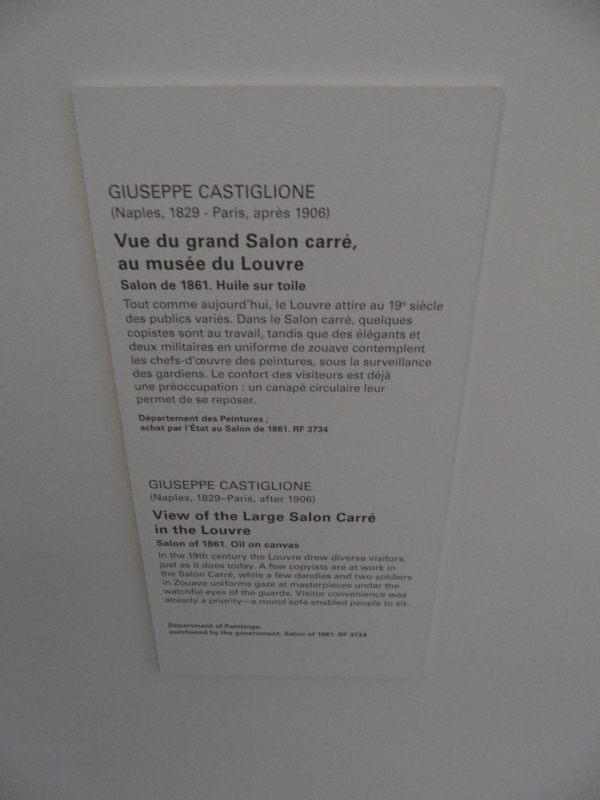 GIUSEPPE CASTIGLIONE
(Naples, 1829 - Paris, après 1906)
Vue du grand Salon carré,
au musée du Louvre
Salon de 1861. Huile sur toile
Tout comme aujourd'hui, le Louvre attire au 19e siècle
des publics variés. Dans le Salon carré, quelques
copistes sont au travail, tandis que des élégants et
deux militaires en uniforme de zouave contemplent
les chefs-d'œuvre des peintures, sous la surveillance
des gardiens. Le confort des visiteurs est déjà
une préoccupation : un canapé circulaire leur
permet de se reposer.
Département des Peintures ;
achat par l'État au Salon de 1861. RF 3734
GIUSEPPE CASTIGLIONE
(Naples, 1829–Paris, after 1906)
View of the Large Salon Carré
in the Louvre
Salon of 1861. Oil on canvas
In the 19th century the Louvre drew diverse visitors,
just as it does today. A few copyists are at work in
the Salon Carré, while a few dandies and two soldiers
in Zouave uniforms gaze at masterpieces under the
watchful eyes of the guards. Visitor convenience was
already a priority—a round sofa enabled people to sit.
Department of Paintings;
purchased by the government, Salon of 1861. RF 3734